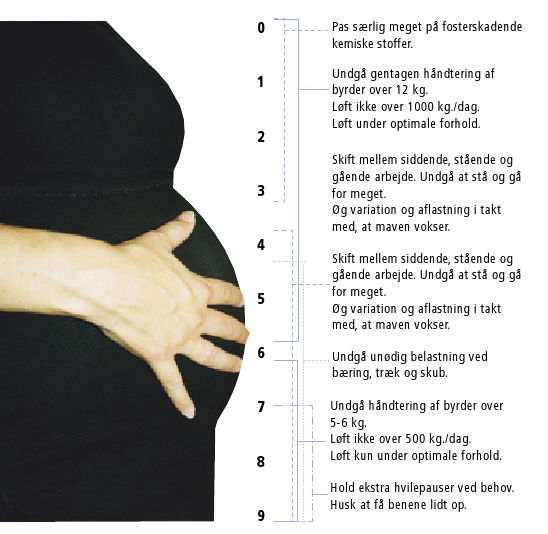 0
Pas særlig meget på fosterskadende
kemiske stoffer.
1
Undgå gentagen håndtering af
byrder over 12 kg.
Løft ikke over 1000 kg./dag.
Løft under optimale forhold.
2
3
Skift mellem siddende, stående og
gående arbejde. Undgå at stå og gå
for meget.
Øg variation og aflastning i takt
med, at maven vokser.
4
5
Skift mellem siddende, stående og
gående arbejde. Undgå at stå og gå
for meget.
Øg variation og aflastning i takt
med, at maven vokser.
6
Undgå unødig belastning ved
bæring, træk og skub.
7
Undgå håndtering af byrder over
5-6 kg.
Løft ikke over 500 kg./dag.
Løft kun under optimale forhold.
8
9
Hold ekstra hvilepauser ved behov.
Husk at få benene lidt op.